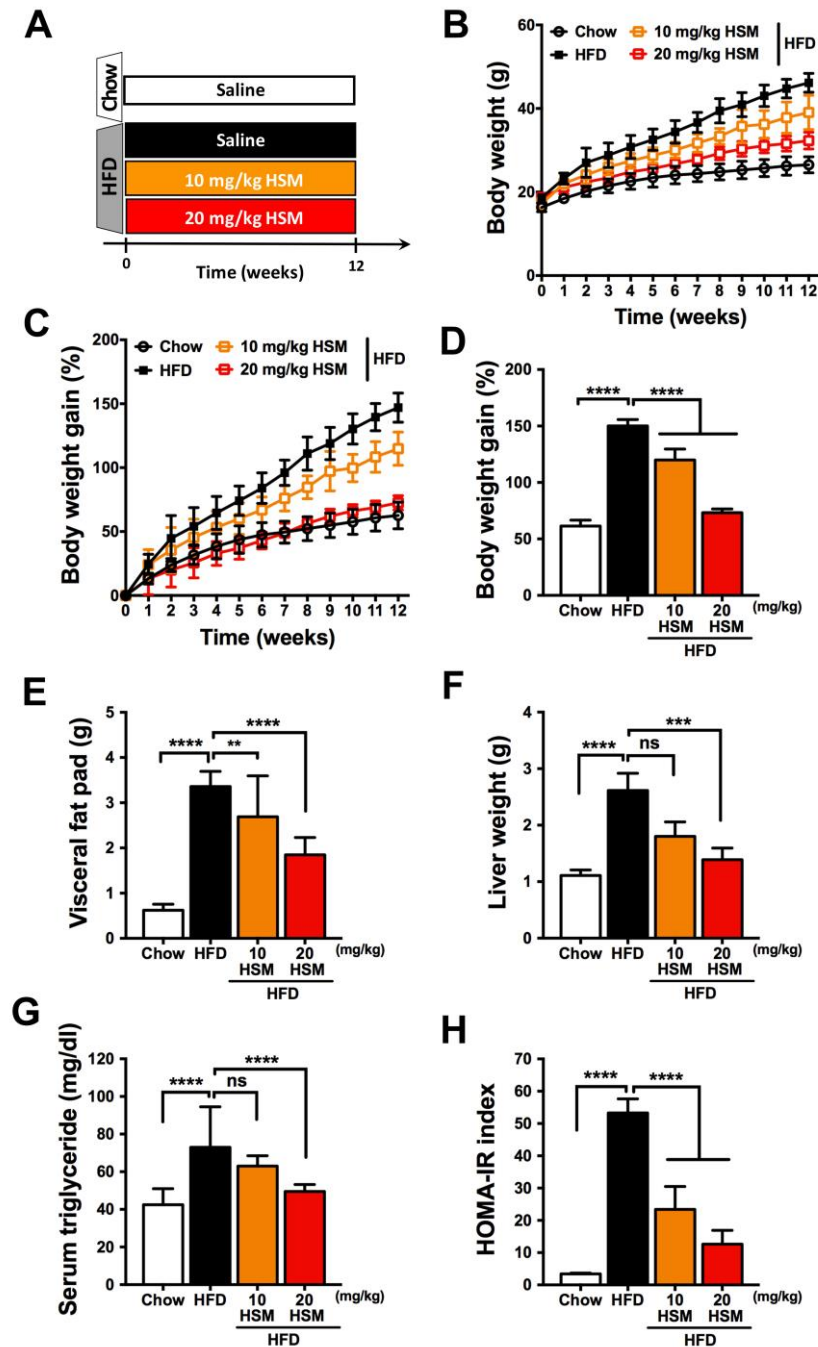 A
Chow
Saline
HFD
Saline
10 mg/kg HSM
20 mg/kg HSM
0
12
Time (weeks)
B
Chow
10 mg/kg HSM
HFD
20 mg/kg HSM
HFD
Body weight (g)
60
40
20
0
0 1 2 3 4 5 6 7 8 9 10 11 12
Time (weeks)
C
Chow
10 mg/kg HSM
HFD
20 mg/kg HSM
HFD
Body weight gain (%)
200
150
100
50
0
0 1 2 3 4 5 6 7 8 9 10 11 12
Time (weeks)
D
Body weight gain (%)
200
150
100
50
0
**** ****
Chow HFD 10 20 (mg/kg)
HSM HSM
HFD
E
Visceral fat pad (g)
5
4
3
2
1
0
****
**** **
Chow HFD 10 20 (mg/kg)
HSM HSM
HFD
F
Liver weight (g)
4
3
2
1
0
***
**** ns
Chow HFD 10 20 (mg/kg)
HSM HSM
HFD
G
Serum triglyceride (mg/dl)
120
100
80
60
40
20
0
****
**** ns
Chow HFD 10 20 (mg/kg)
HSM HSM
HFD
H
HOMA-IR index
70
60
50
40
30
20
10
0
**** ****
Chow HFD 10 20 (mg/kg)
HSM HSM
HFD